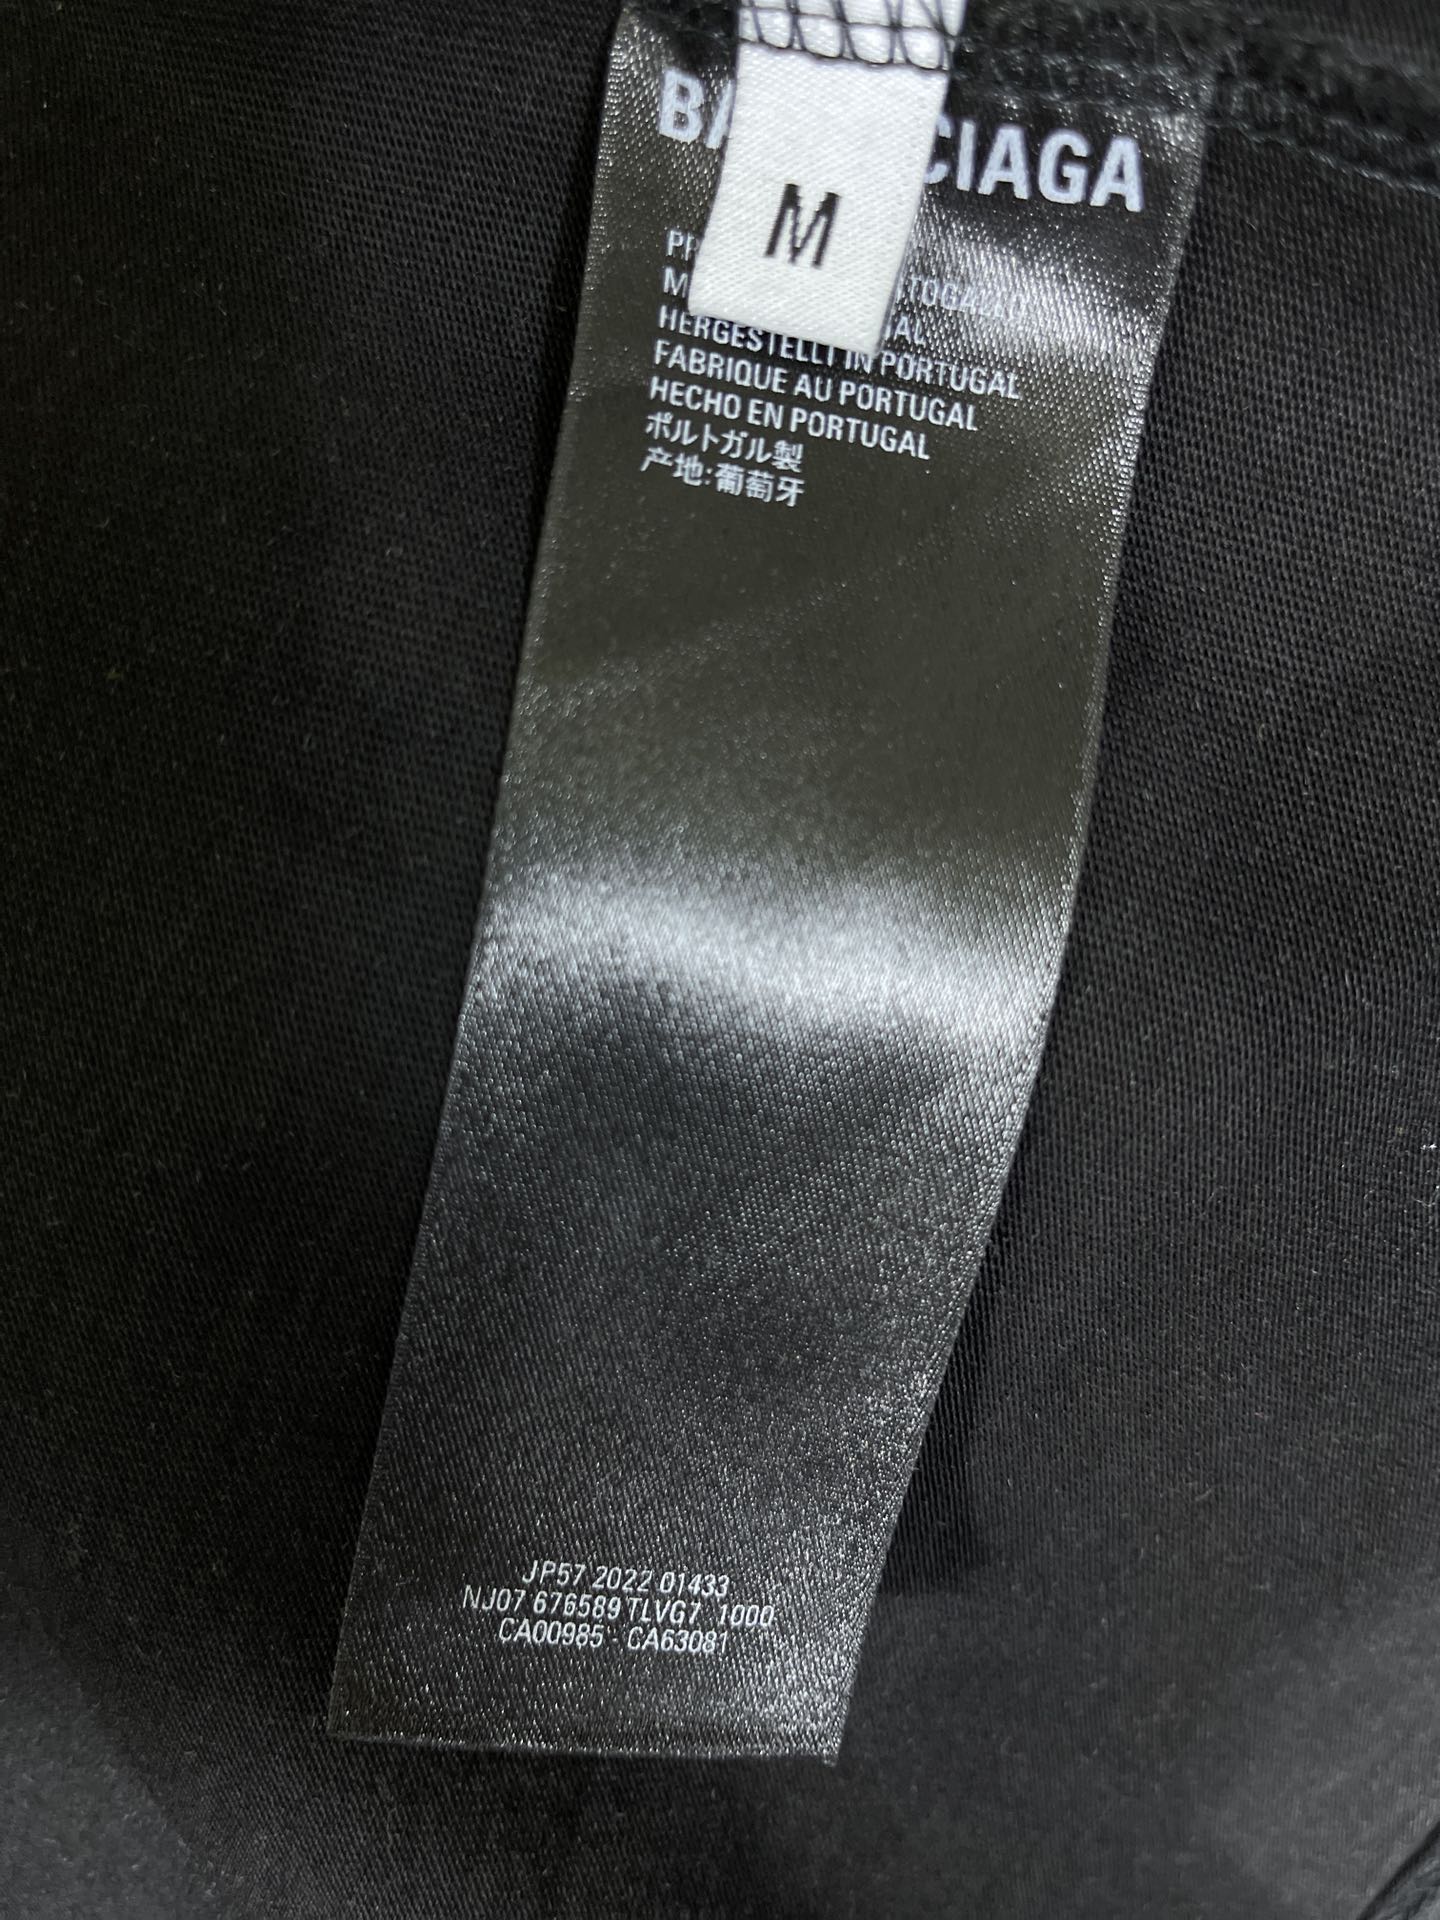 M
HERGESTELLT IN PORTUGAL
FABRIQUE AU PORTUGAL
HECHO EN PORTUGAL
ポルトガル製
产地:葡萄牙
JP57 2022 01433
NJ07 676589 TLVG7 1000
CA00985 - CA63081